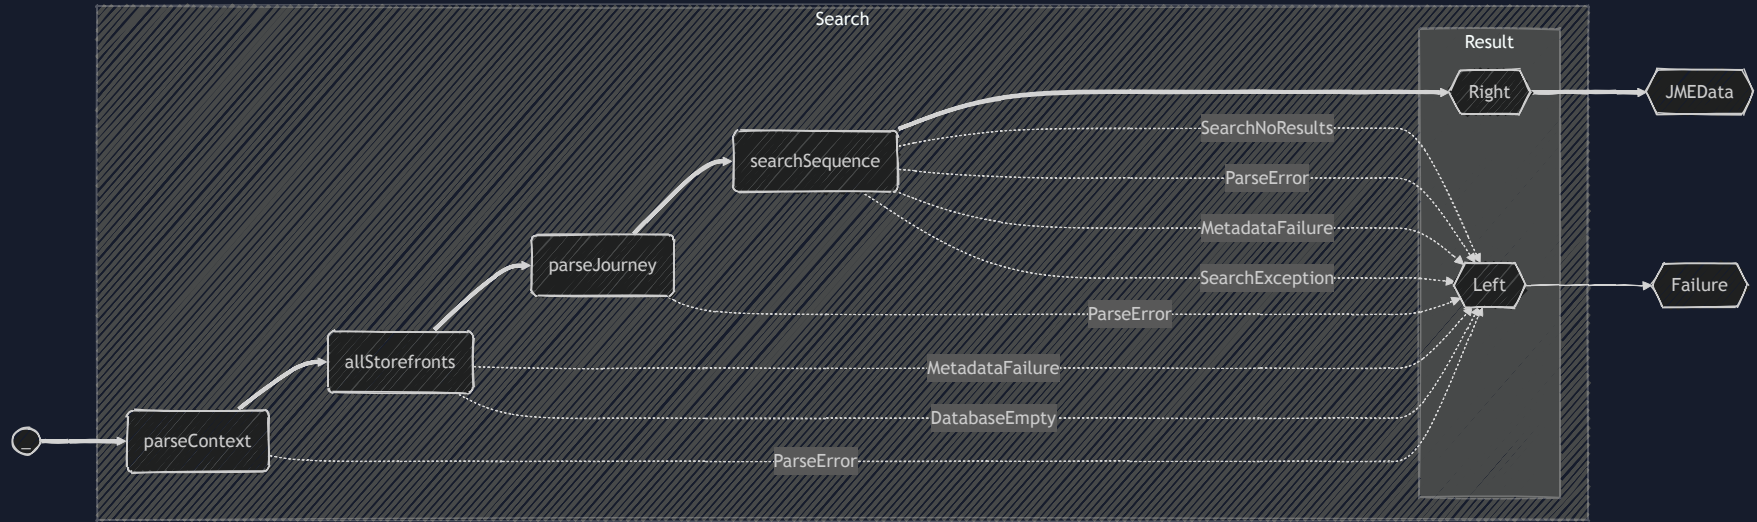 Search
Result
Right
JMEData
SearchNoResults
searchSequence
ParseError
MetadataFailure
parseJourney
SearchException
Left
Failure
ParseError
allStorefronts
MetadataFailure
DatabaseEmpty
_
parseContext
ParseError